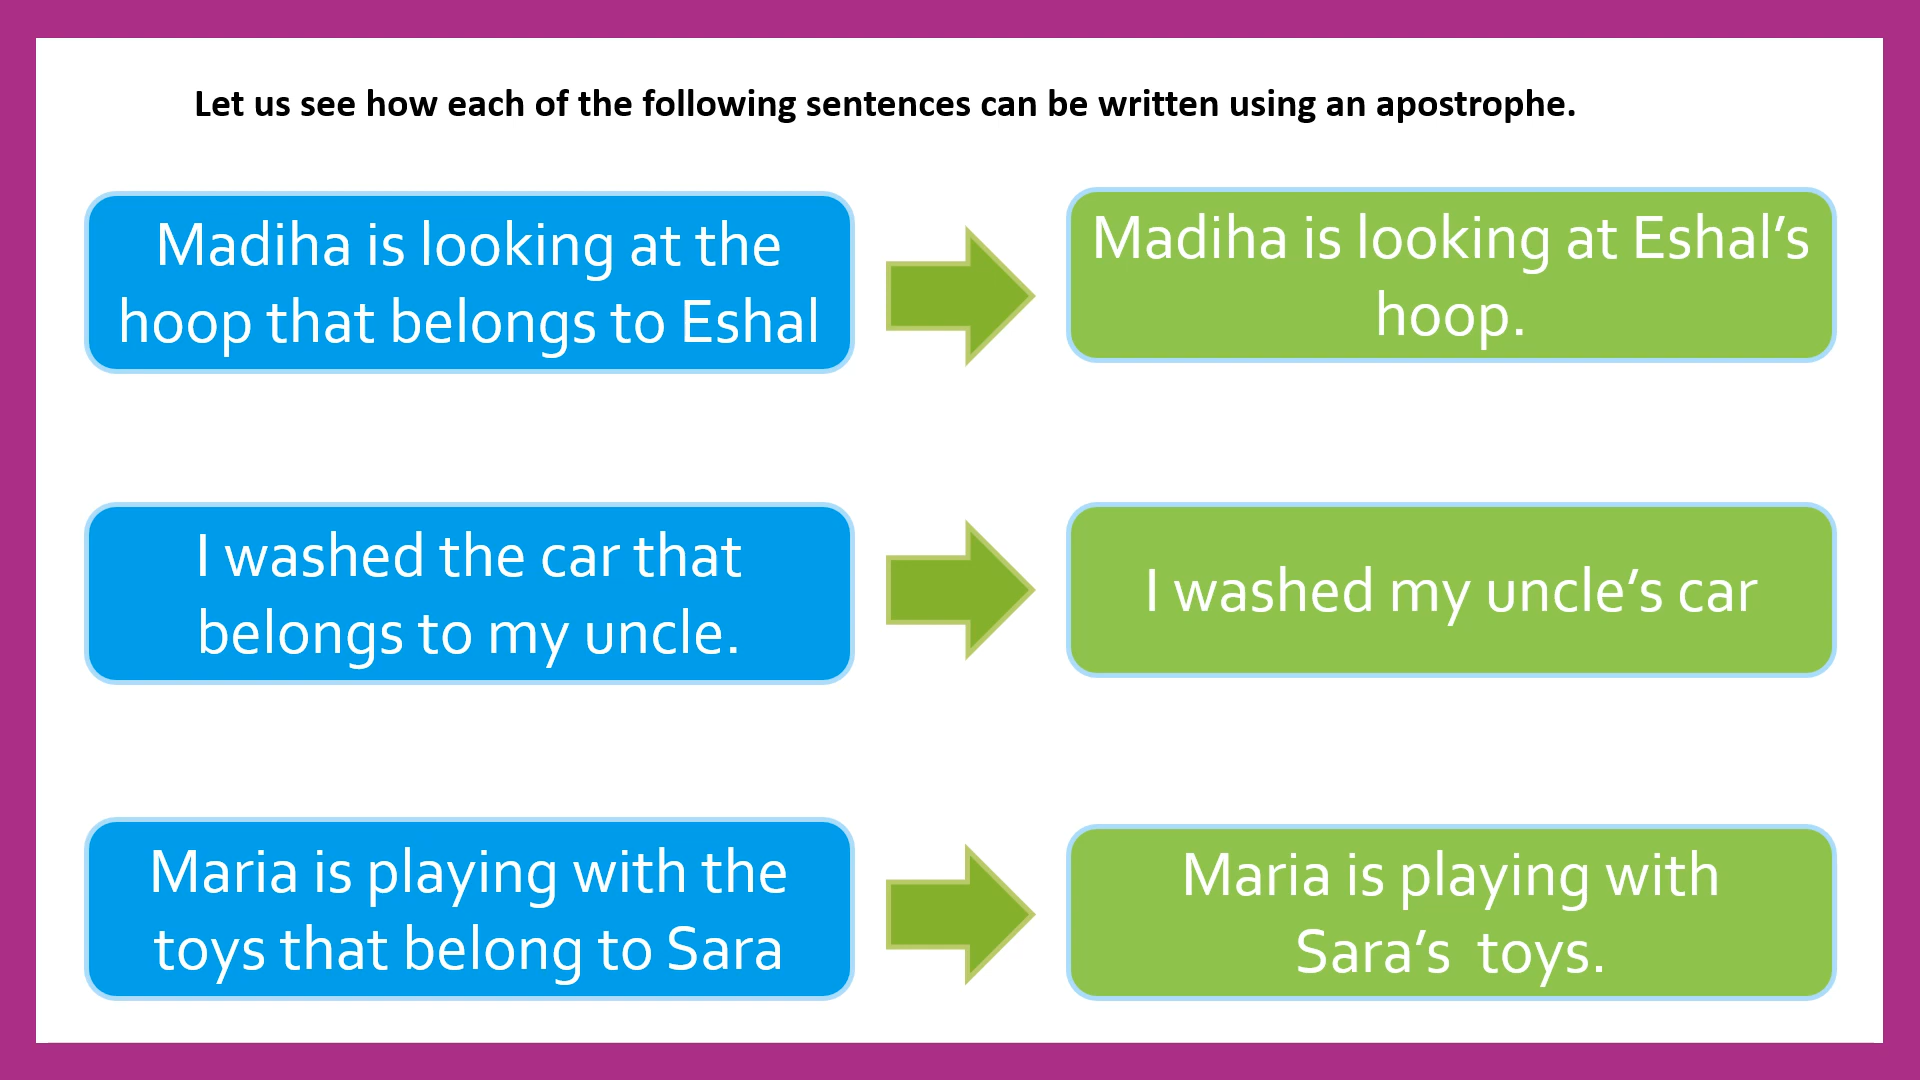 Let us see how each of the following sentences can be written using an apostrophe.
Madiha is looking at the
hoop that belongs to Eshal
Madiha is looking at Eshal’s
hoop.
I washed the car that
belongs to my uncle.
I washed my uncle’s car
Maria is playing with the
toys that belong to Sara
Maria is playing with
Sara’s  toys.